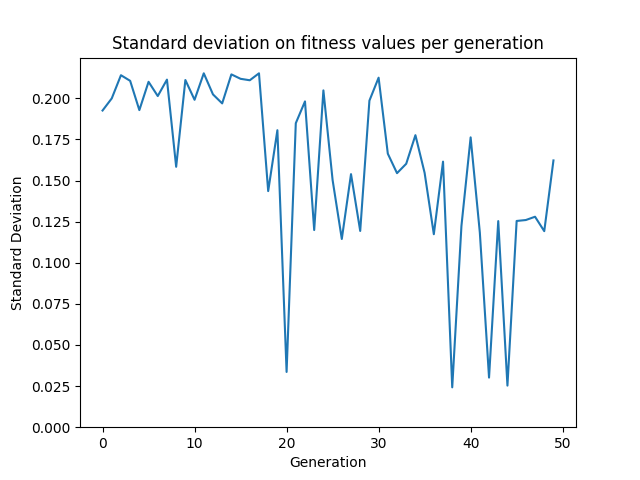 Standard deviation on fitness values per generation
Standard Deviation
0.200
0.175
0.150
0.125
0.100
0.075
0.050
0.025
0.000
0 10 20 30 40 50
Generation